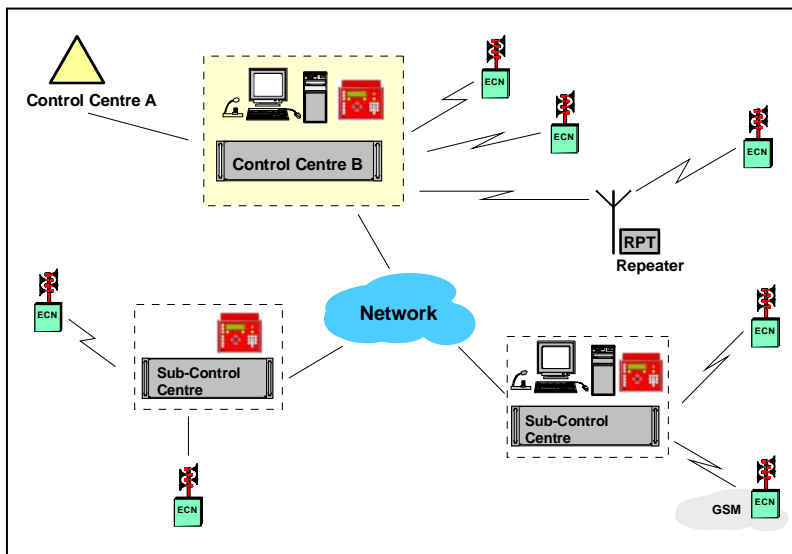 ECN
ECN
ECN
Control Centre A
Control Centre B
RPT
Repeater
ECN
Network
ECN
Sub-Control
Centre
Sub-Control
Centre
ECN
GSM
ECN